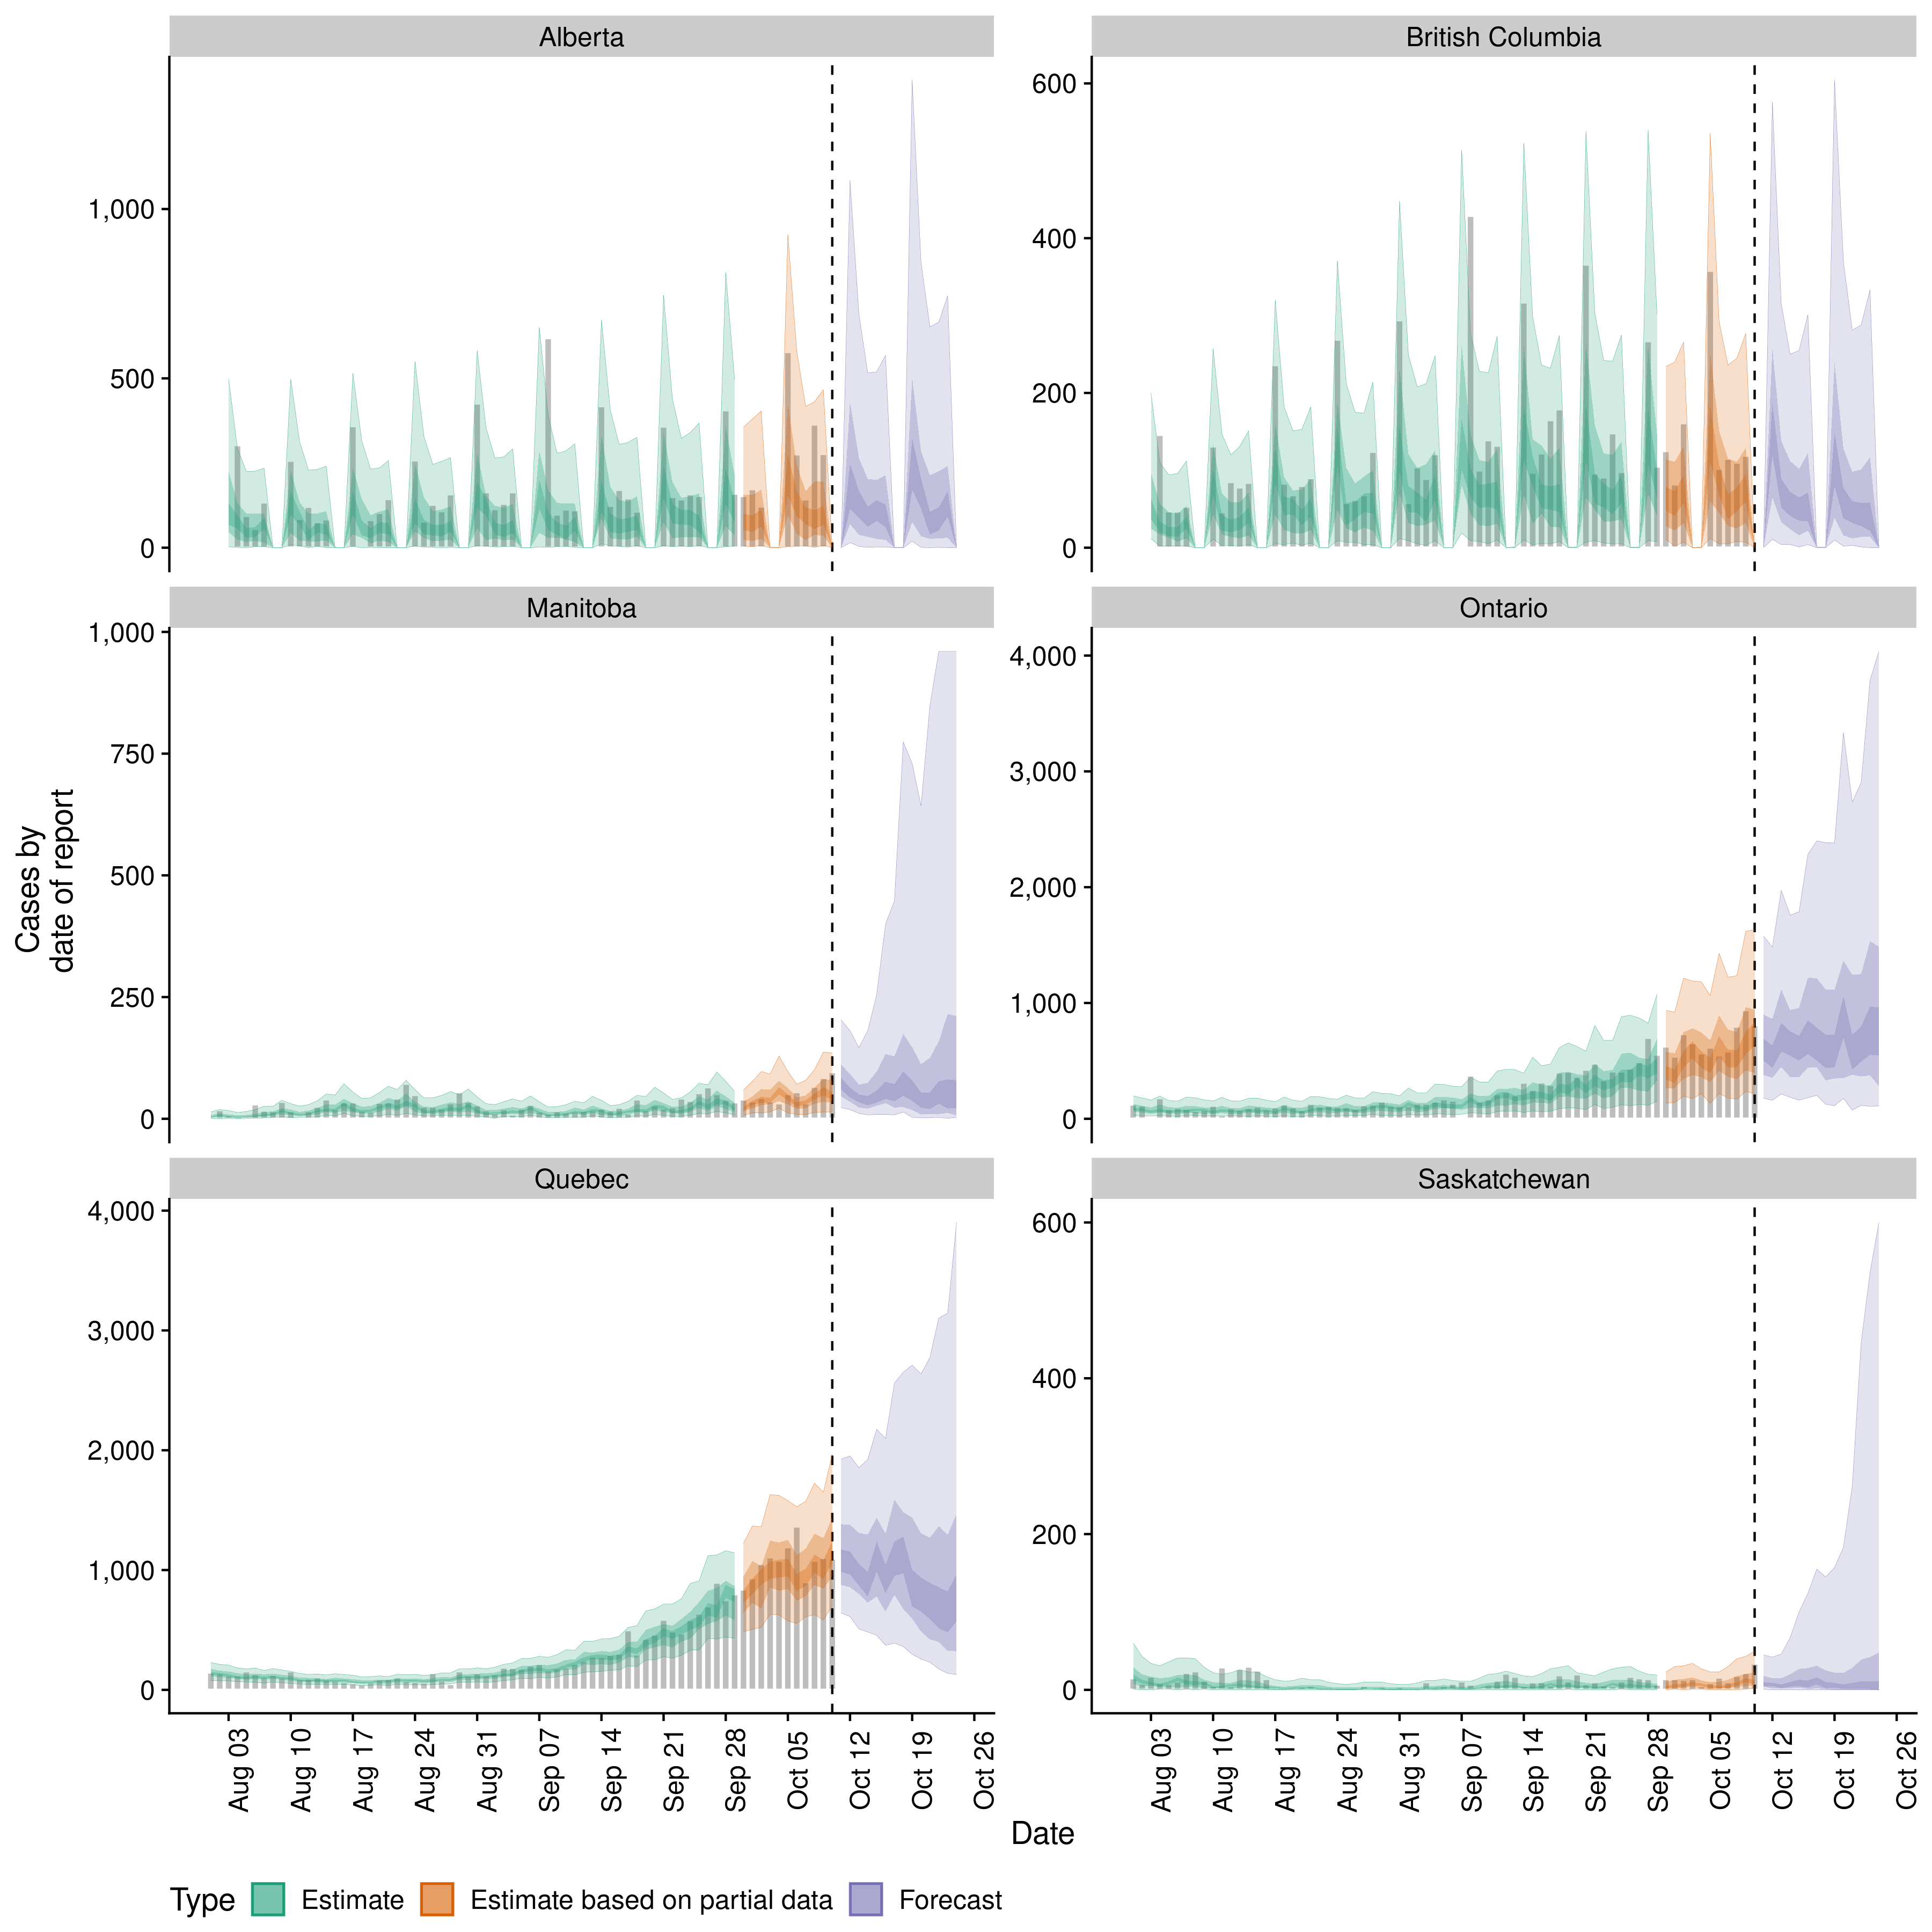 Alberta
British Columbia
1,000
500
0
600
400
200
0
Manitoba
Ontario
1,000
750
500
250
0
4,000
3,000
2,000
1,000
0
Cases by
date of report
Quebec
Saskatchewan
4,000
3,000
2,000
1,000
0
600
400
200
0
Aug 03
Aug 10
Aug 17
Aug 24
Aug 31
Sep 07
Sep 14
Sep 21
Sep 28
Oct 05
Oct 12
Oct 19
Oct 26
Aug 03
Aug 10
Aug 17
Aug 24
Aug 31
Sep 07
Sep 14
Sep 21
Sep 28
Oct 05
Oct 12
Oct 19
Oct 26
Date
Type Estimate Estimate based on partial data Forecast